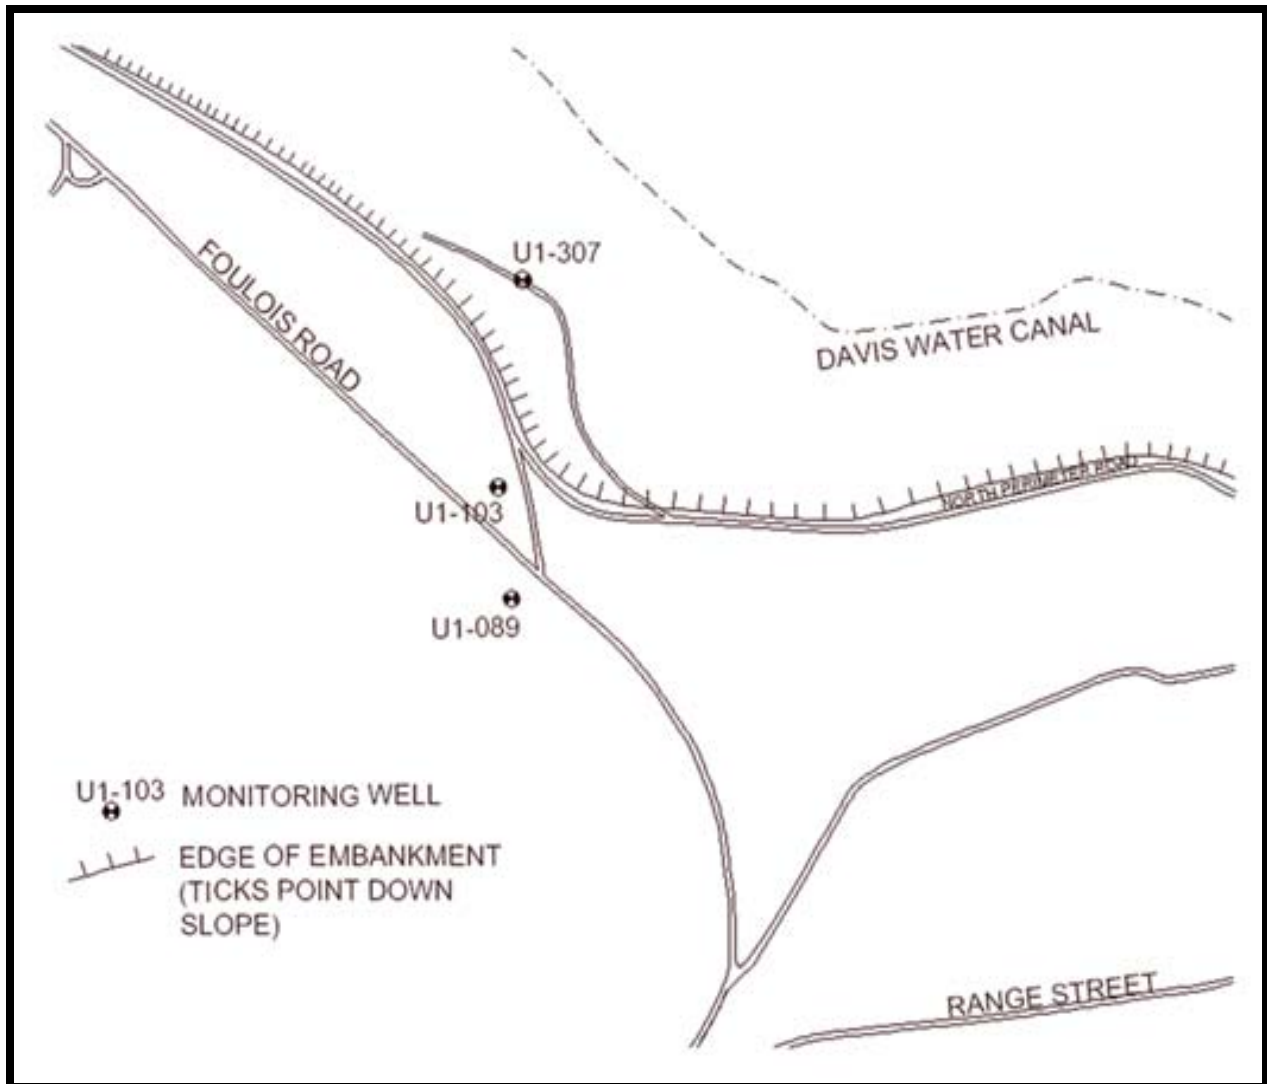 U1-307
FOULOIS ROAD
DAVIS WATER CANAL
NORTH PERIMETER ROAD
U1-103
U1-089
U1-103
MONITORING WELL
EDGE OF EMBANKMENT
(TICKS POINT DOWN
SLOPE)
RANGE STREET